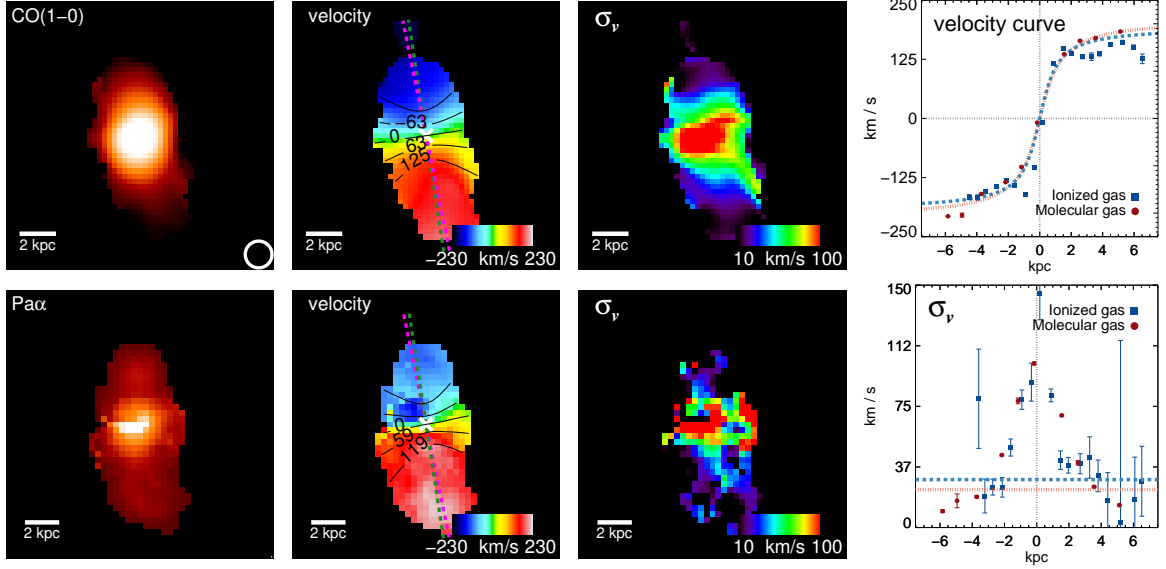 CO(1−0)
2 kpc
velocity
−63
0
63
125
−230 km/s 230
σv
2 kpc
10 km/s 100
velocity curve
250
125
0
−125
−250
km / s
Ionized gas
Molecular gas
−6 −4 −2 0 2 4 6
kpc
Paα
2 kpc
velocity
0
59
119
2 kpc
−230 km/s 230
σv
2 kpc
10 km/s 100
σv
150
112
75
37
0
km / s
Ionized gas
Molecular gas
−6 −4 −2 0 2 4 6
kpc